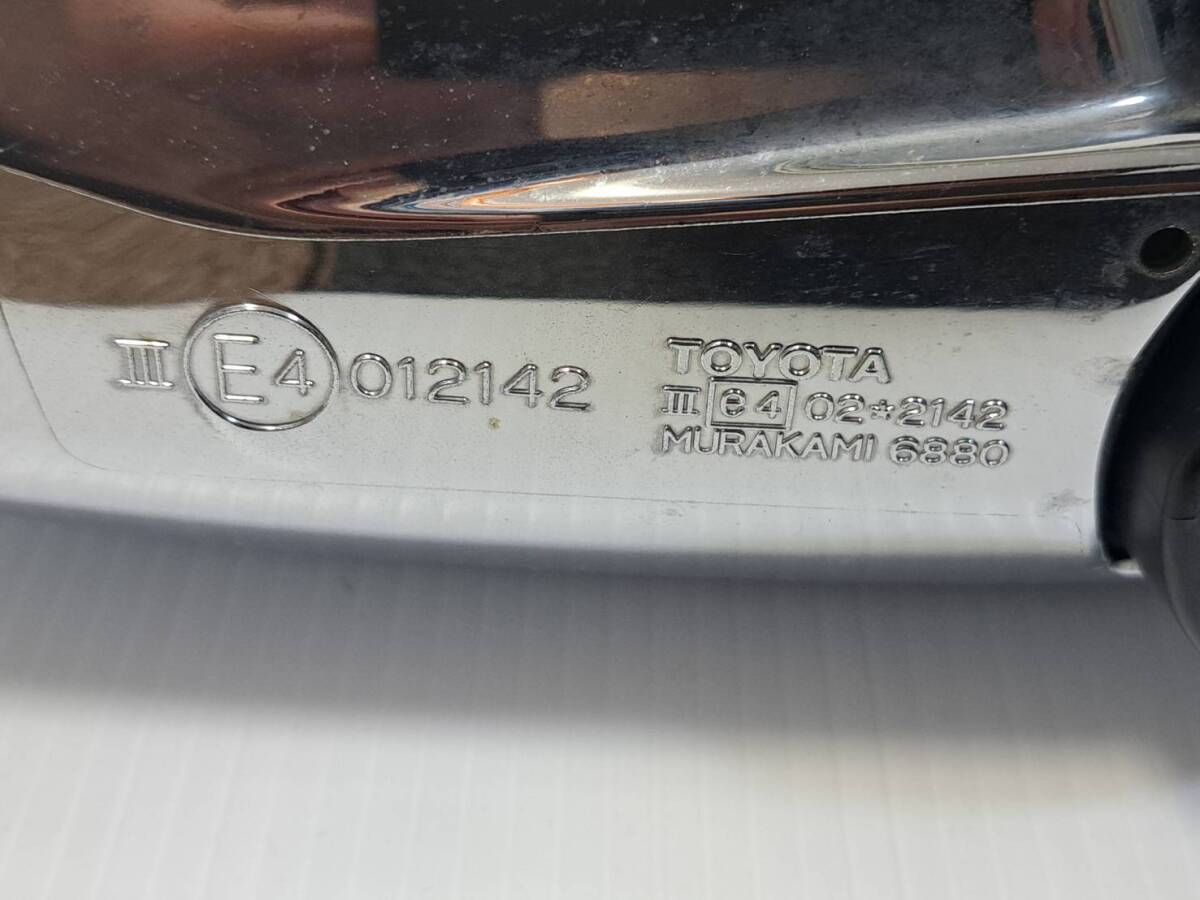 III E4 012142
TOYOTA
III e4 02*2142
MURAKAMI 6880